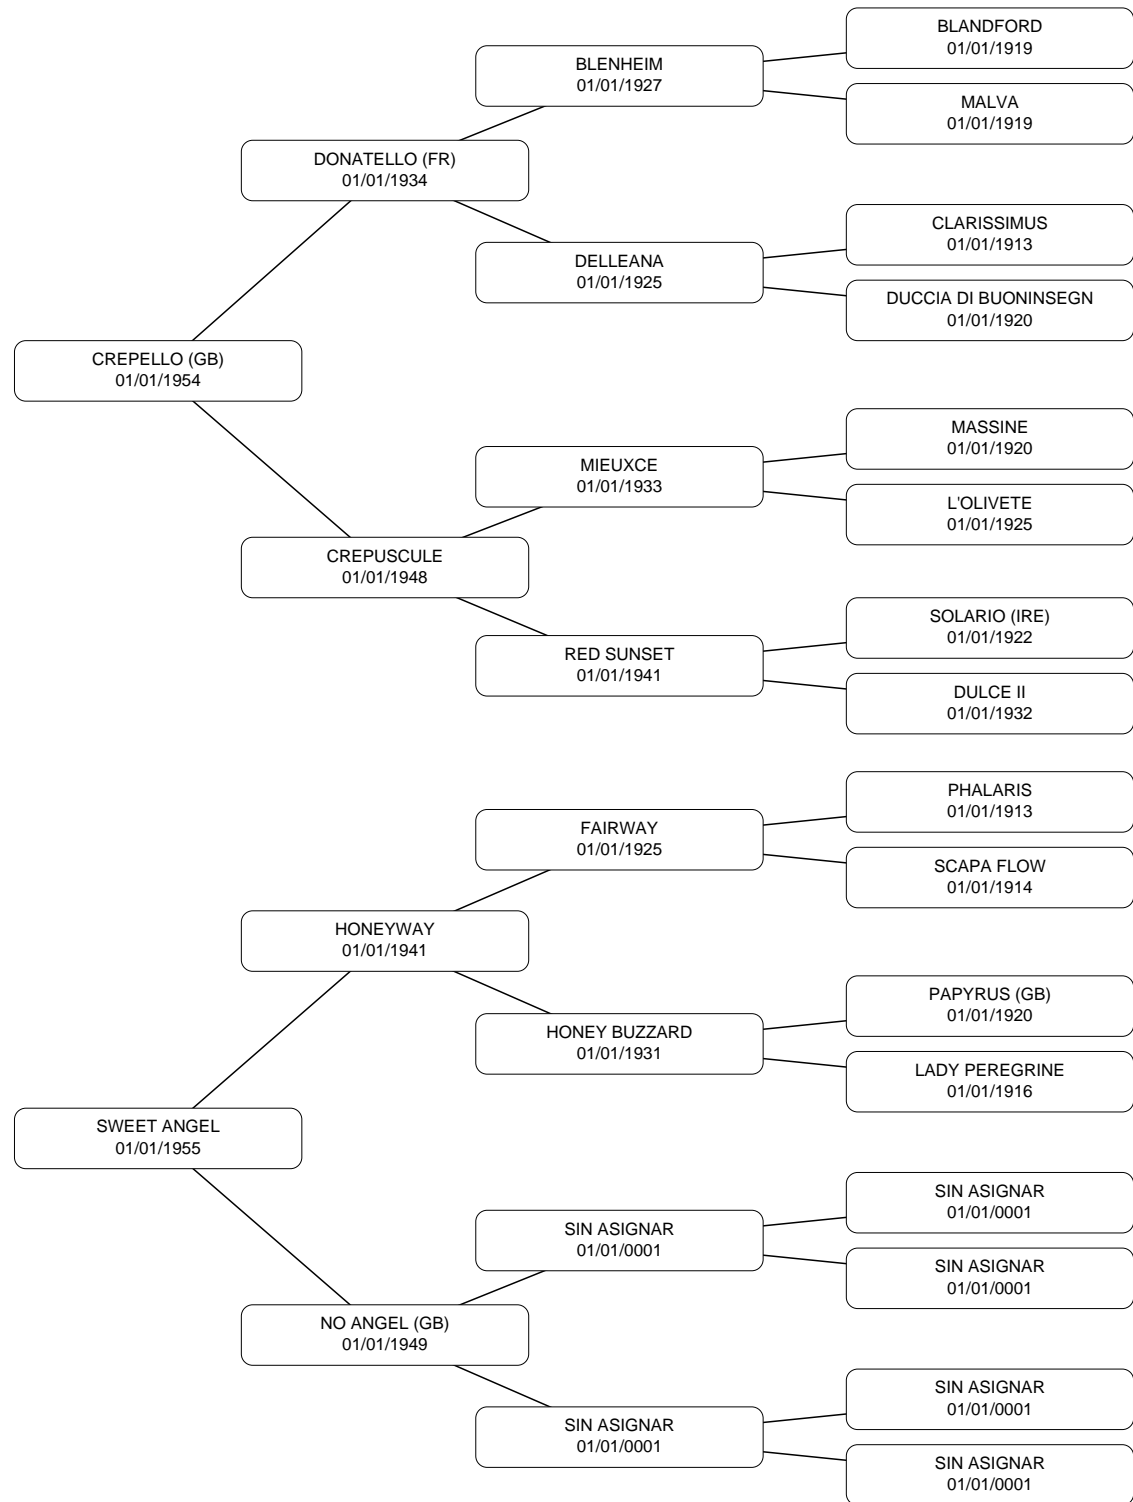 BLANDFORD
01/01/1919
BLENHEIM
01/01/1927
MALVA
01/01/1919
DONATELLO (FR)
01/01/1934
CLARISSIMUS
01/01/1913
DELLEANA
01/01/1925
DUCCIA DI BUONINSEGN
01/01/1920
CREPELLO (GB)
01/01/1954
MASSINE
01/01/1920
MIEUXCE
01/01/1933
L'OLIVETE
01/01/1925
CREPUSCULE
01/01/1948
SOLARIO (IRE)
01/01/1922
RED SUNSET
01/01/1941
DULCE II
01/01/1932
PHALARIS
01/01/1913
FAIRWAY
01/01/1925
SCAPA FLOW
01/01/1914
HONEYWAY
01/01/1941
PAPYRUS (GB)
01/01/1920
HONEY BUZZARD
01/01/1931
LADY PEREGRINE
01/01/1916
SWEET ANGEL
01/01/1955
SIN ASIGNAR
01/01/0001
SIN ASIGNAR
01/01/0001
SIN ASIGNAR
01/01/0001
NO ANGEL (GB)
01/01/1949
SIN ASIGNAR
01/01/0001
SIN ASIGNAR
01/01/0001
SIN ASIGNAR
01/01/0001